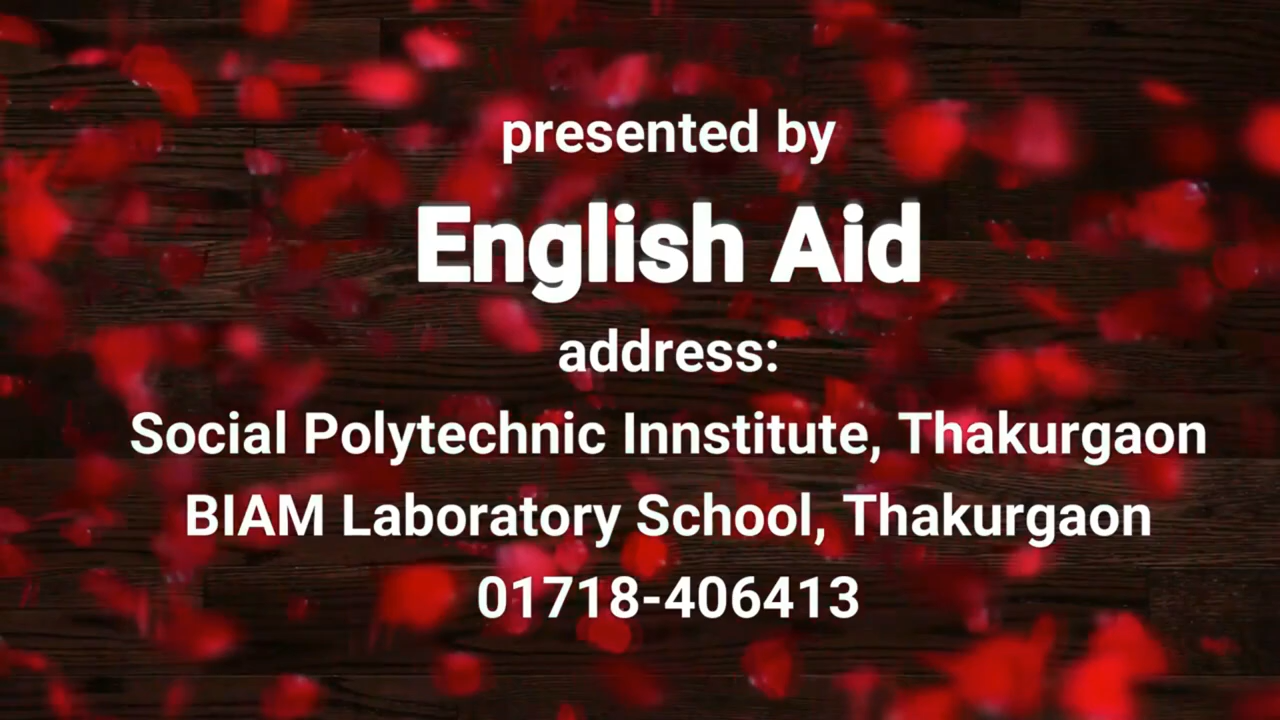 presented by
English Aid
address:
Social Polytechnic Innstitute, Thakurgaon
BIAM Laboratory School, Thakurgaon
01718-406413